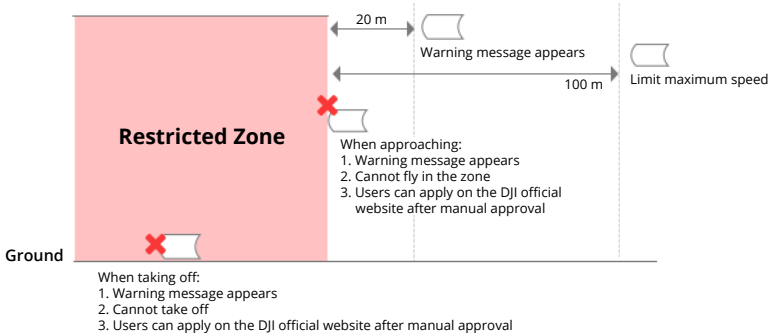 20 m
Warning message appears
100 m
Limit maximum speed
Restricted Zone
When approaching:
1. Warning message appears
2. Cannot fly in the zone
3. Users can apply on the DJI official
website after manual approval
Ground
When taking off:
1. Warning message appears
2. Cannot take off
3. Users can apply on the DJI official website after manual approval